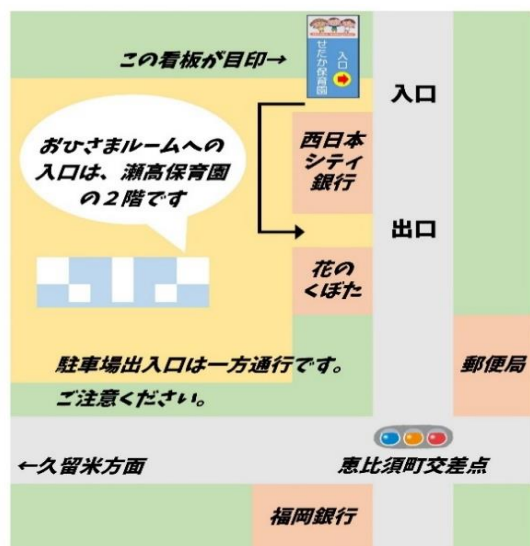 この看板が目印→
入口
せたか保育園
入口
おひさまルームへの
入口は、瀬高保育園
の2階です
西日本
シティ
銀行
出口
花の
くぼた
駐車場出入口は一方通行です。
ご注意ください。
郵便局
←久留米方面
恵比須町交差点
福岡銀行